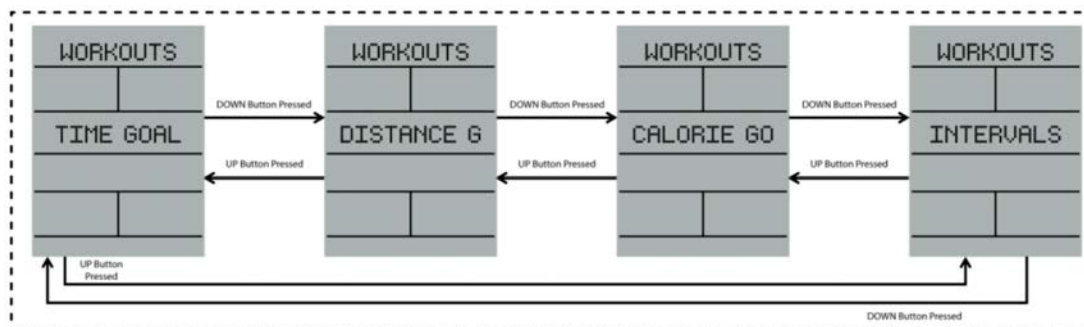 WORKOUTS
WORKOUTS
WORKOUTS
WORKOUTS
DOWN Button Pressed
DOWN Button Pressed
DOWN Button Pressed
TIME GOAL
DISTANCE G
CALORIE GO
INTERVALS
UP Button Pressed
UP Button Pressed
UP Button Pressed
UP Button
Pressed
DOWN Button Pressed